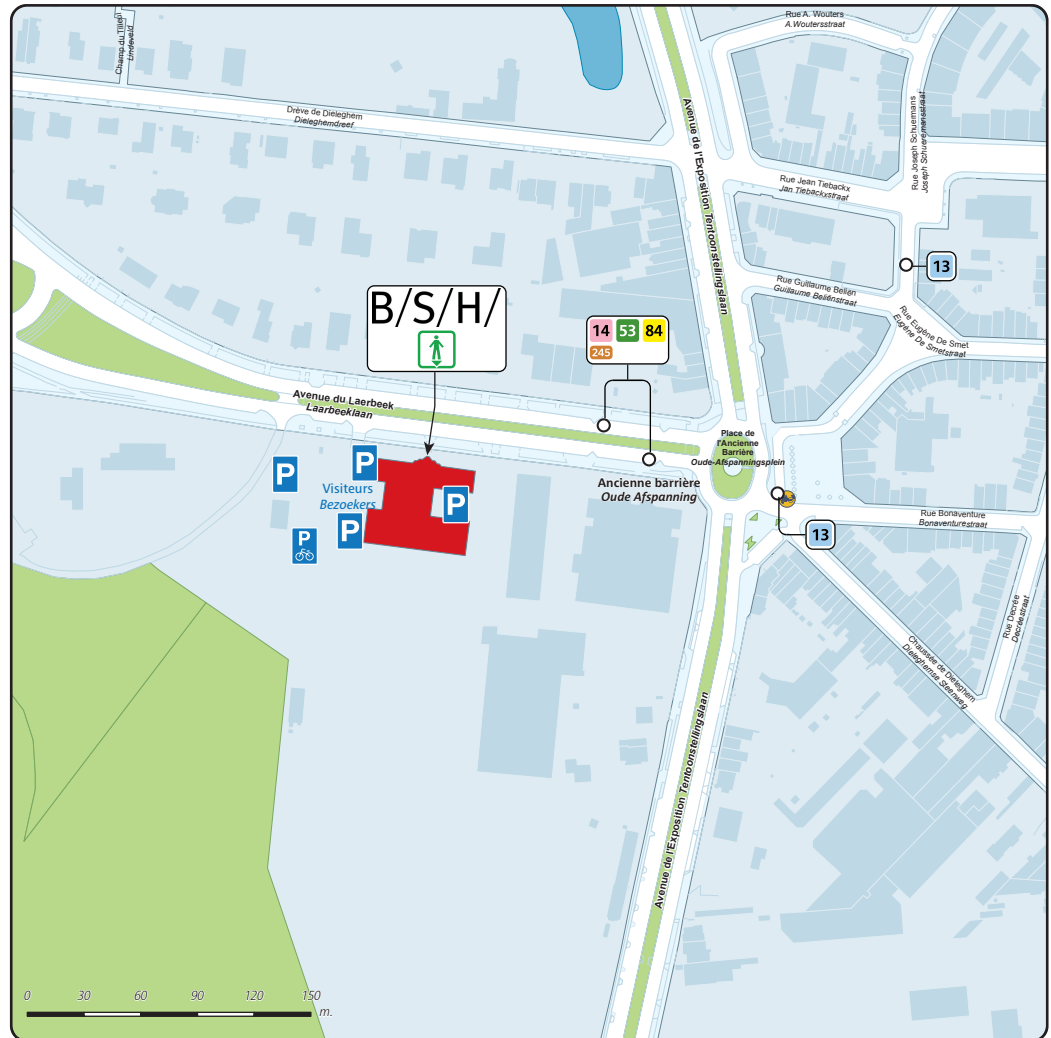 Rue A. Wouters
A.Woutersstraat
Champ du Tilleul
Lindeveld
Drève de Dieleghem
Dieleghemdreef
Avenue de l'Exposition Tentoonstellingslaan
Rue Joseph Schuermans
Joseph Schueremansstraat
Rue Jean Tiebackx
Jan Tiebackxstraat
13
Rue Guillaume Belien
Guillaume Beliënstraat
Rue Eugène De Smet
Eugène De Smetstraat
B/S/H/
14 53 84
245
Avenue du Laerbeek
Laarbeeklaan
Place de
l'Ancienne
Barrière
Oude-Afspanningsplein
Ancienne barrière
Oude Afspanning
P
P
Visiteurs
Bezoekers
P
P
P
13
Rue Bonaventure
Bonaventurestraat
Rue Decrée
Decréestraat
Chaussée de Dieleghem
Dieleghemse Steenweg
Avenue de l'Exposition Tentoonstellingslaan
0 30 60 90 120 150
m.